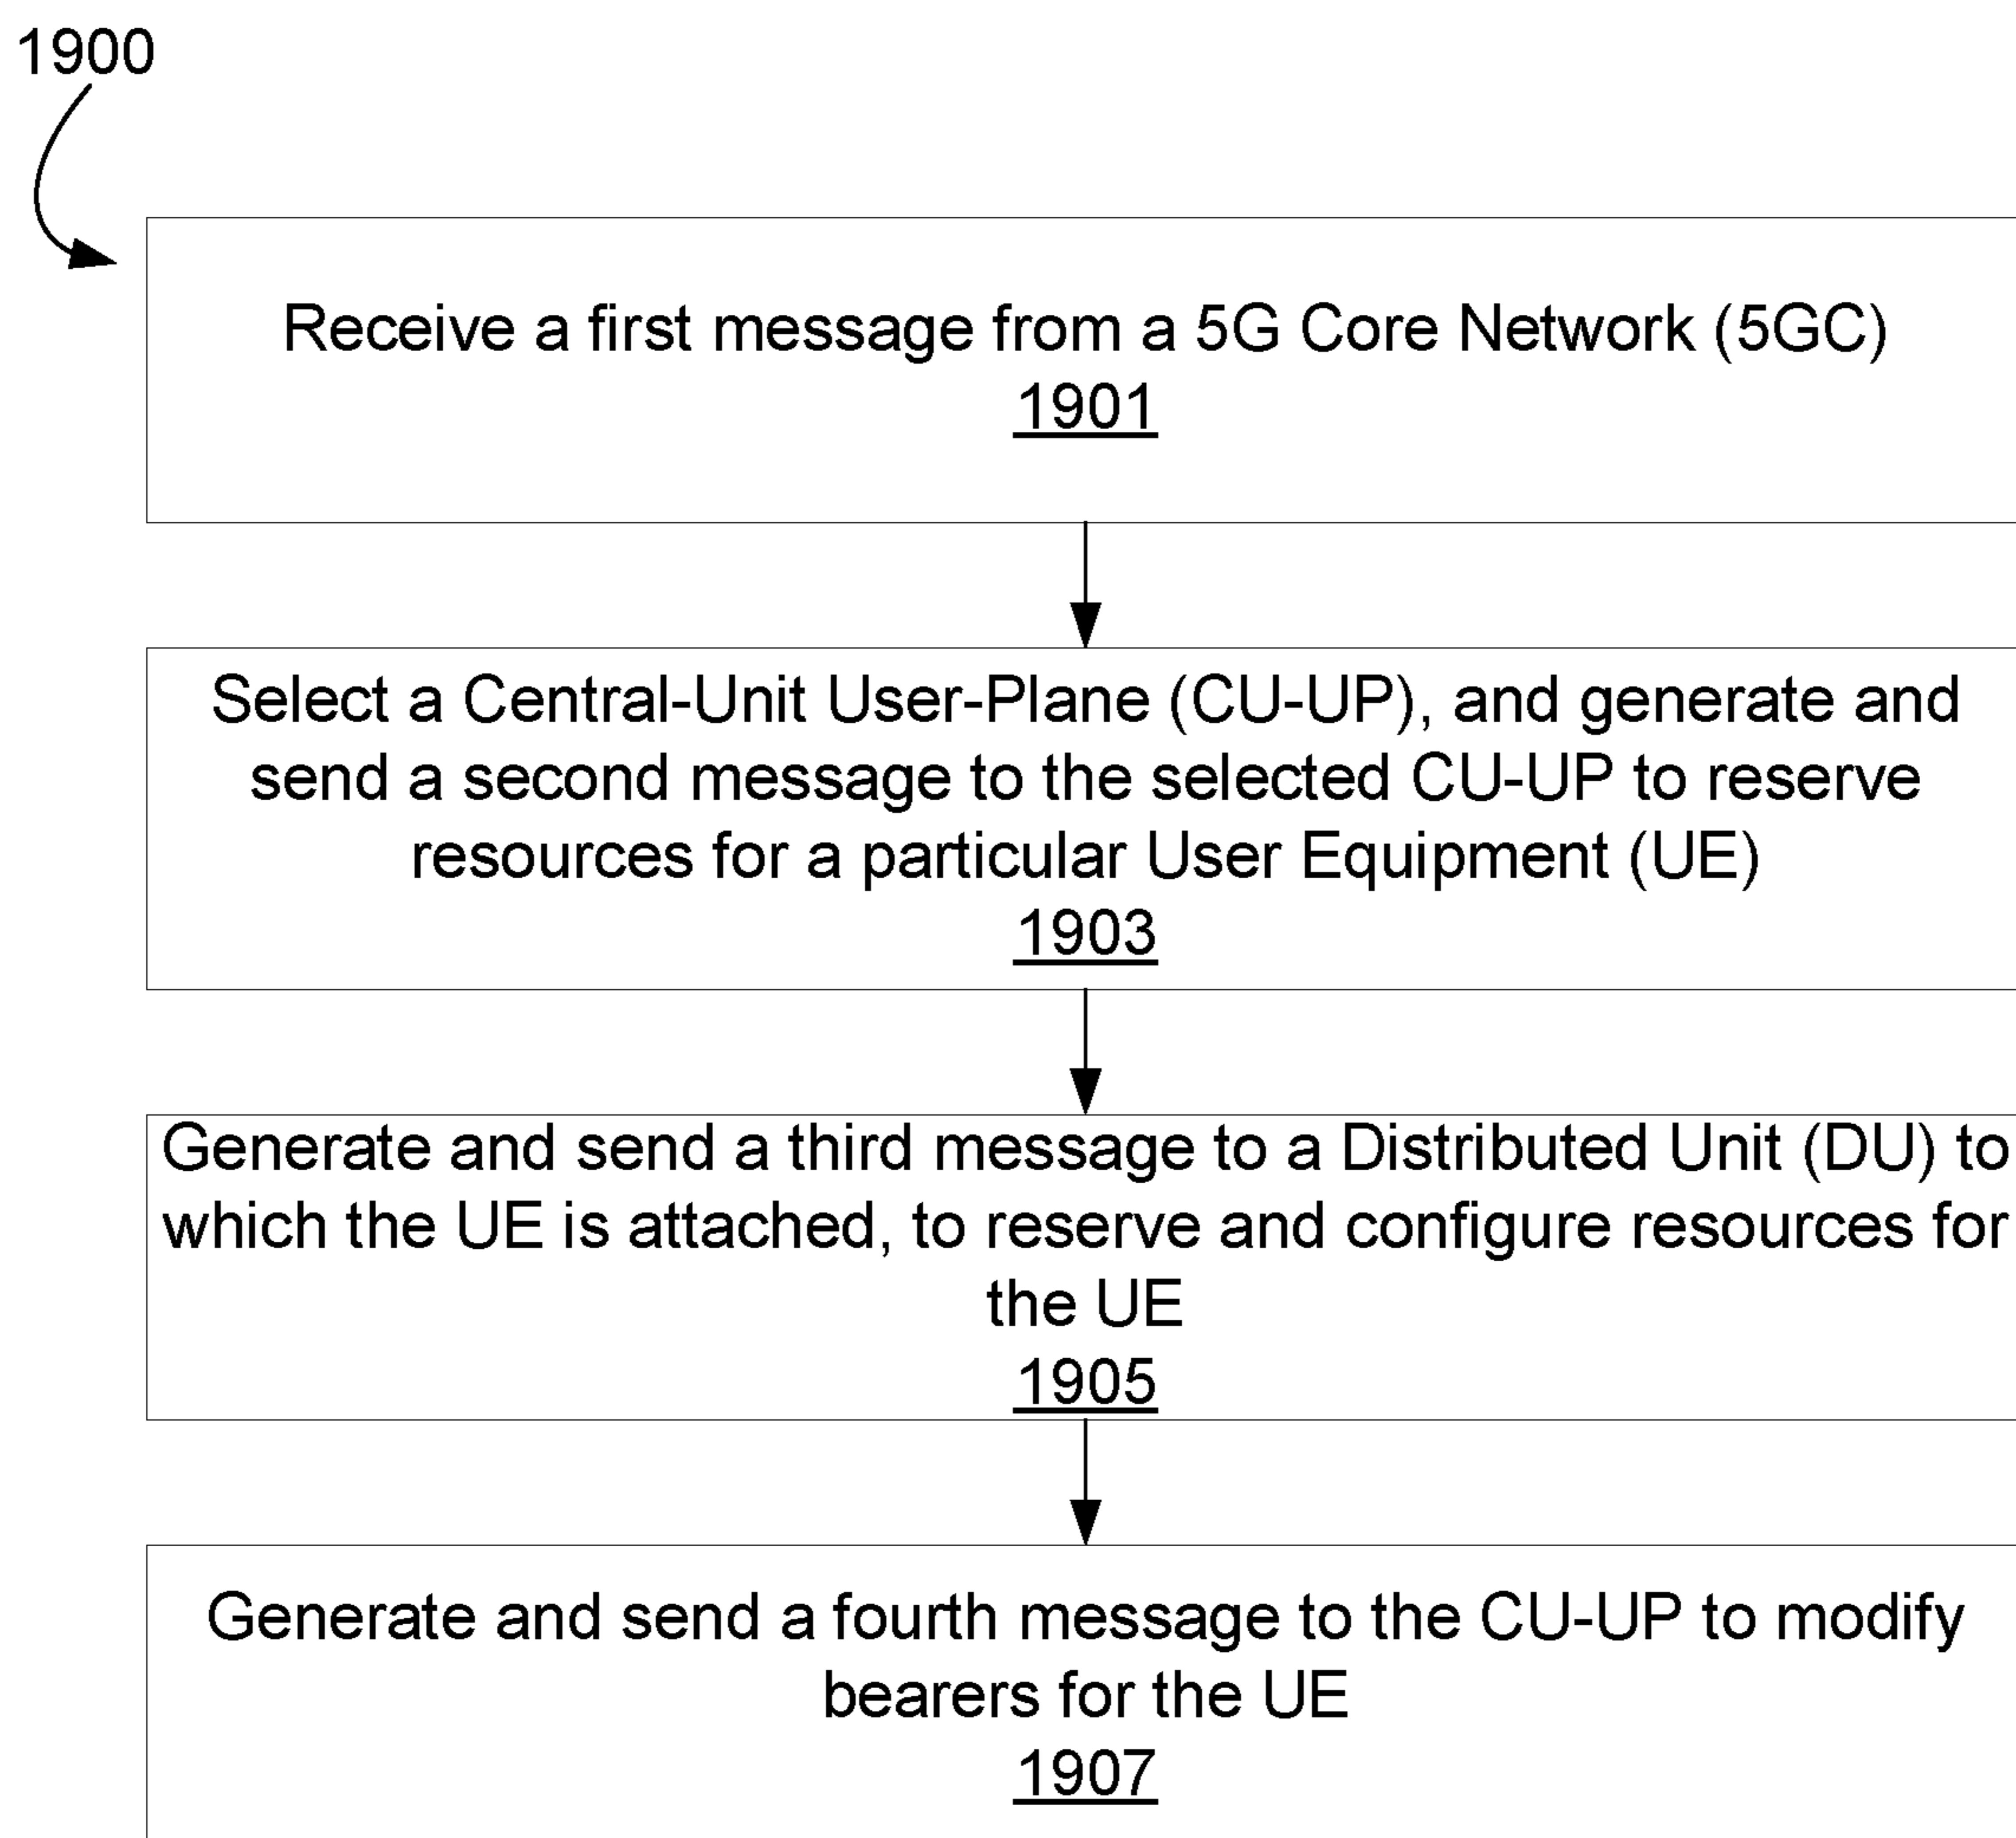 1900
Receive a first message from a 5G Core Network (5GC)
1901
Select a Central-Unit User-Plane (CU-UP), and generate and
send a second message to the selected CU-UP to reserve
resources for a particular User Equipment (UE)
1903
Generate and send a third message to a Distributed Unit (DU) to
which the UE is attached, to reserve and configure resources for
the UE
1905
Generate and send a fourth message to the CU-UP to modify
bearers for the UE
1907